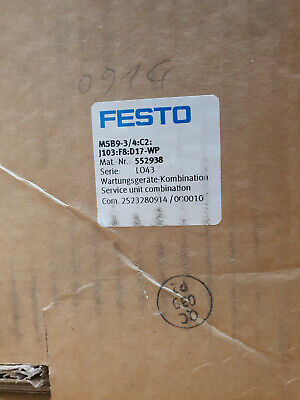 0914
FESTO
MSB9-3/4:C2:
J103:F8:D17-WP
Mat. Nr.: 552938
Serie: L043
Wartungsgeräte-Kombination
Service unit combination
Com. 2523280914 /000010
QC